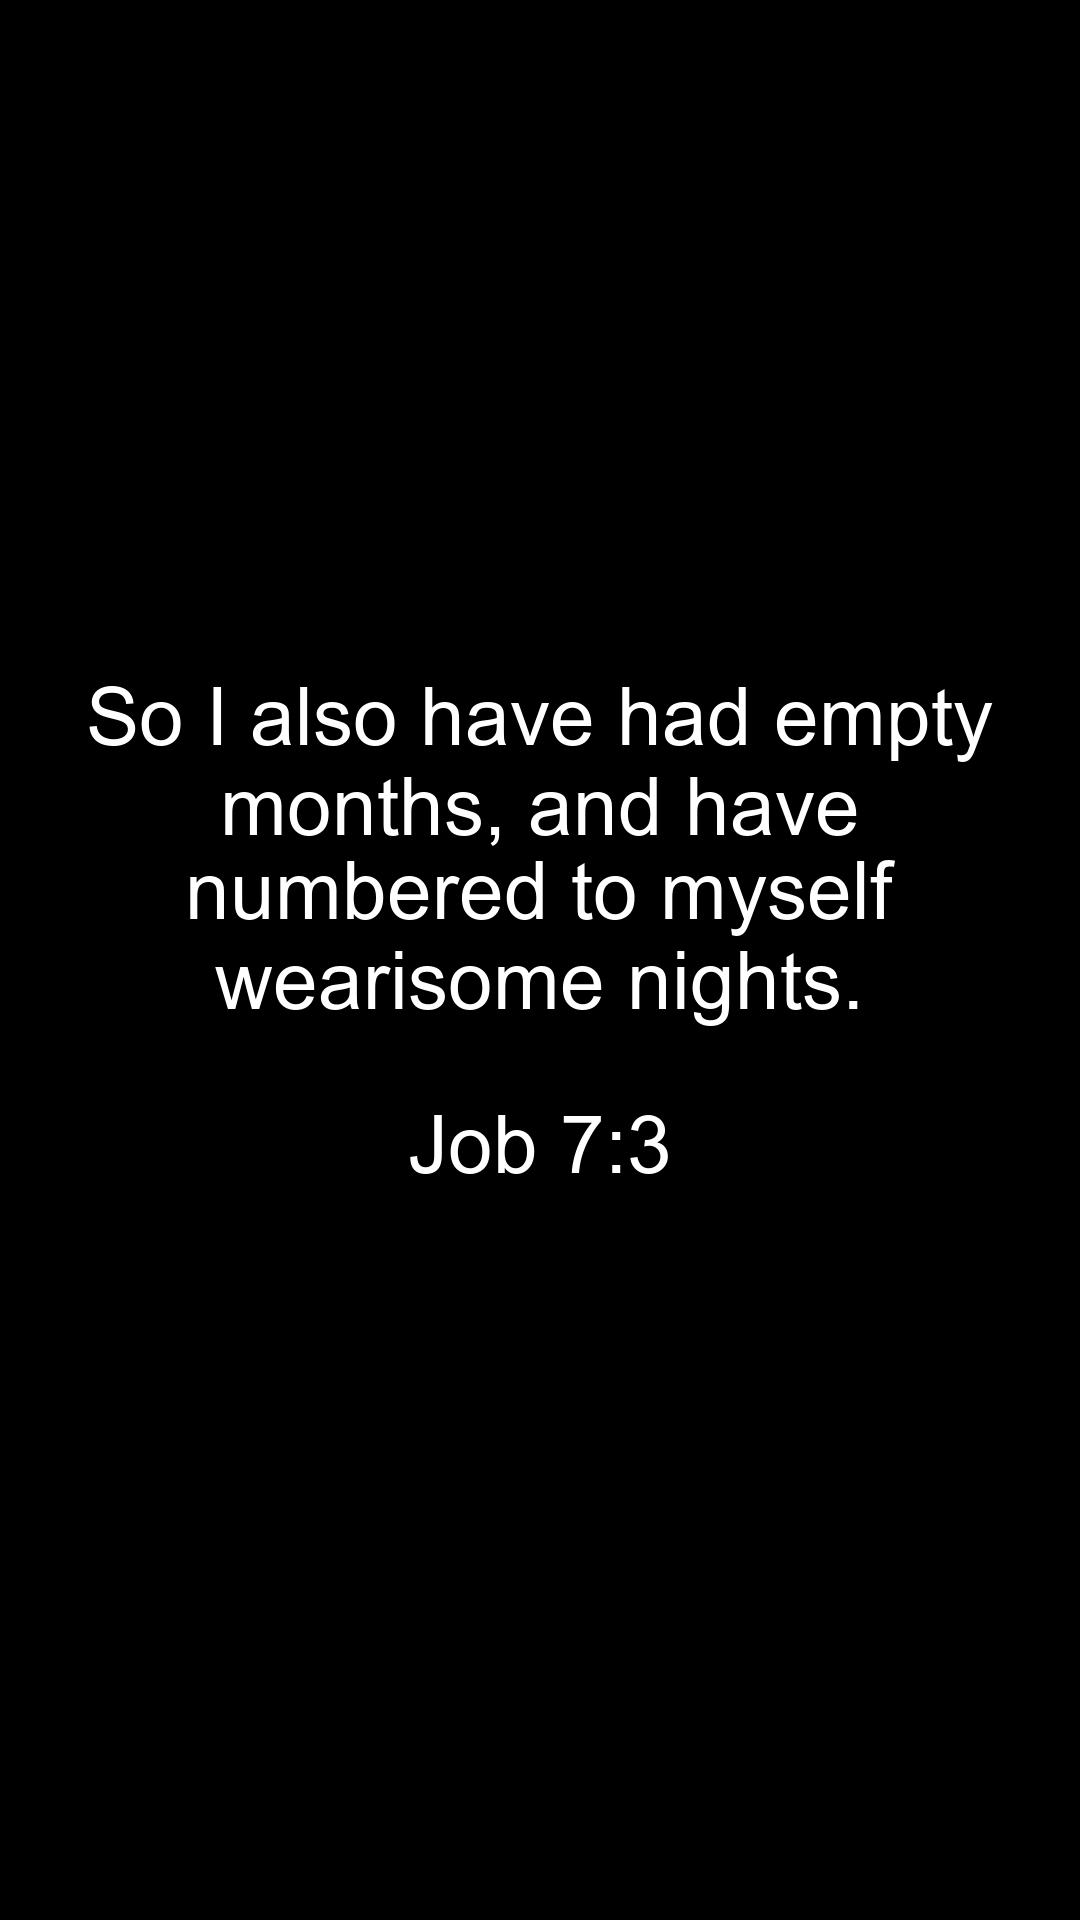 So I also have had empty
months, and have
numbered to myself
wearisome nights.
Job 7:3